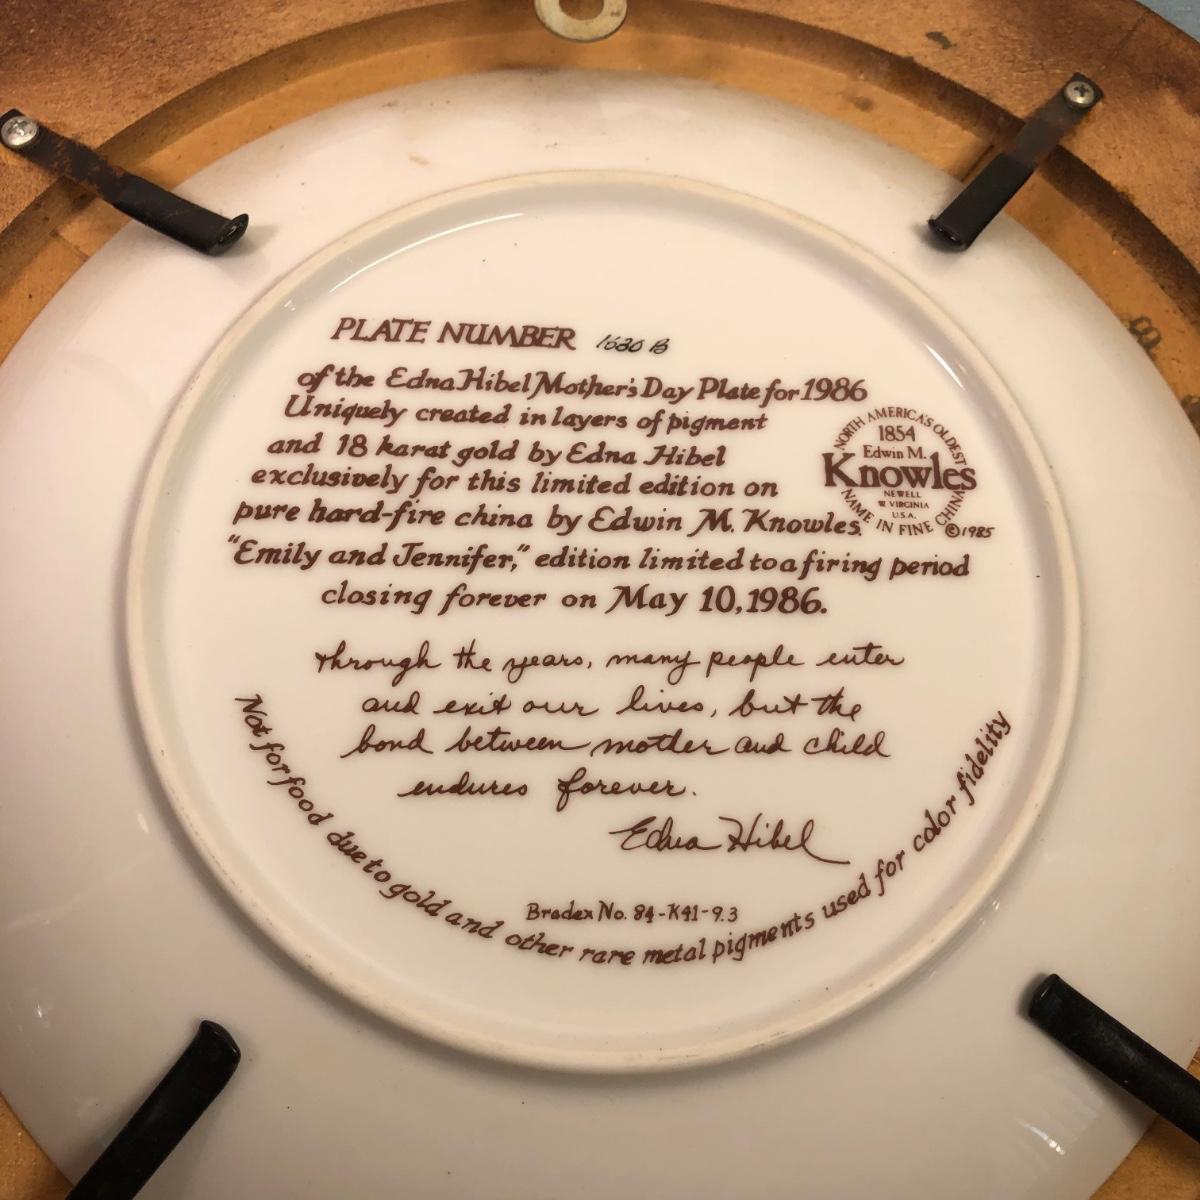 PLATE NUMBER 1680 B
of the Edna Hibel Mother's Day Plate for 1986
Uniquely created in layers of pigment
and 18 karat gold by Edna Hibel
exclusively for this limited edition on
pure hard-fire china by Edwin M. Knowles.
"Emily and Jennifer," edition limited to a firing period
closing forever on May 10, 1986.
NORTH AMERICA'S OLDEST
1854
Edwin M.
Knowles
NEWELL
W. VIRGINIA
U.S.A.
NAME IN FINE CHINA
©1985
Through the years, many people enter
and exit our lives, but the
bond between mother and child
endures forever.
Edna Hibel
Bradex No. 84-K41-9.3
Not for food due to gold and other rare metal pigments used for color fidelity